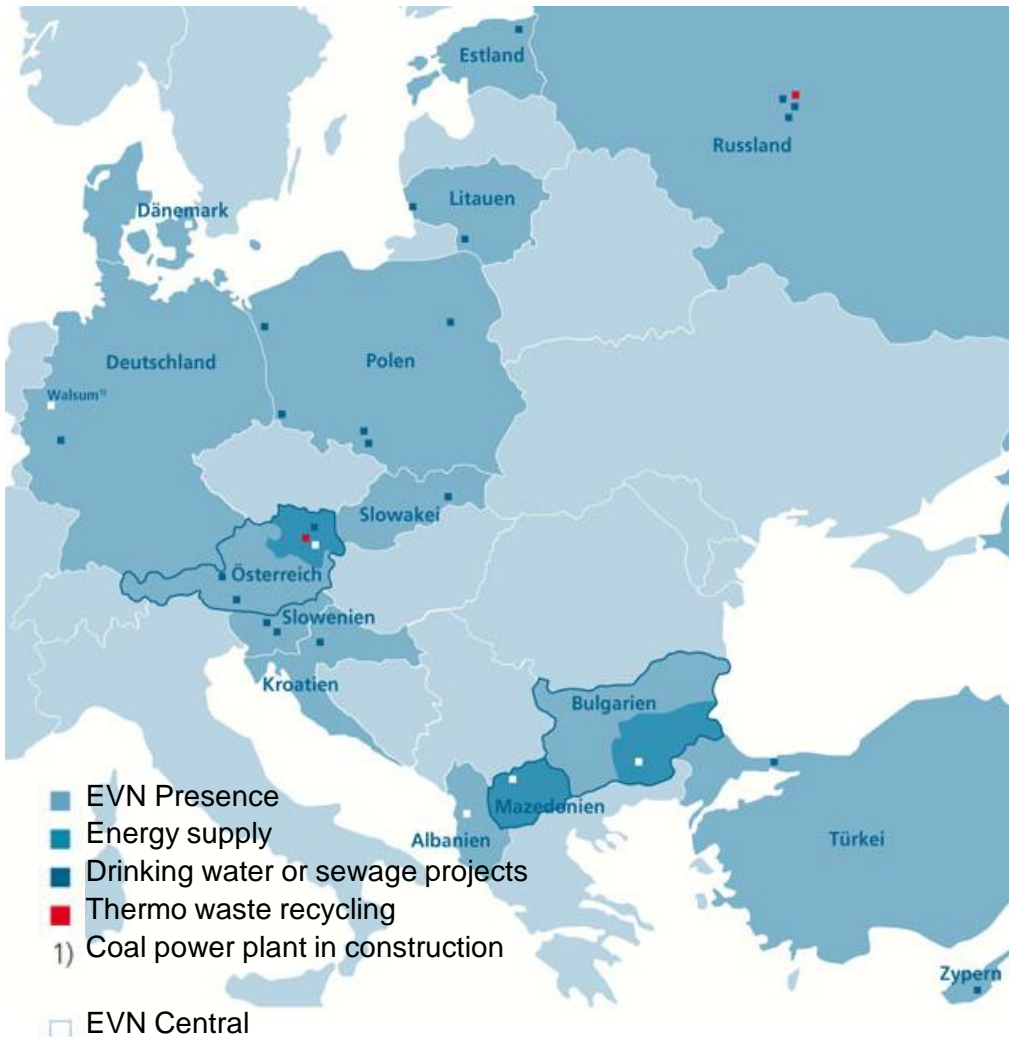 Estland
Russland
Litauen
Dänemark
Deutschland
Polen
Walsum¹⁾
Slowakei
Österreich
Slowenien
Kroatien
Bulgarien
Mazedonien
Albanien
Türkei
Zypern
EVN Presence
Energy supply
Drinking water or sewage projects
Thermo waste recycling
1) Coal power plant in construction
EVN Central